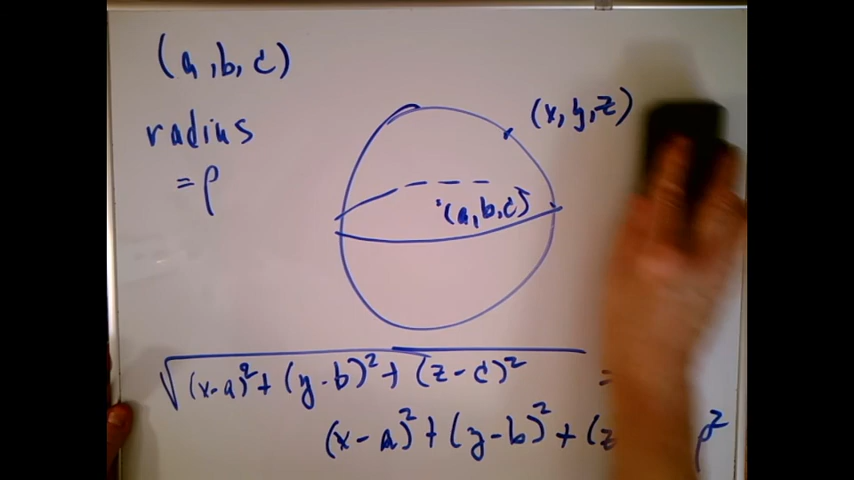 (a,b,c)
(x,y,z)
radius
= ρ
(a,b,c)
√(x-a)²+(y-b)²+(z-c)² =
(x-a)²+(y-b)²+(z ρ²